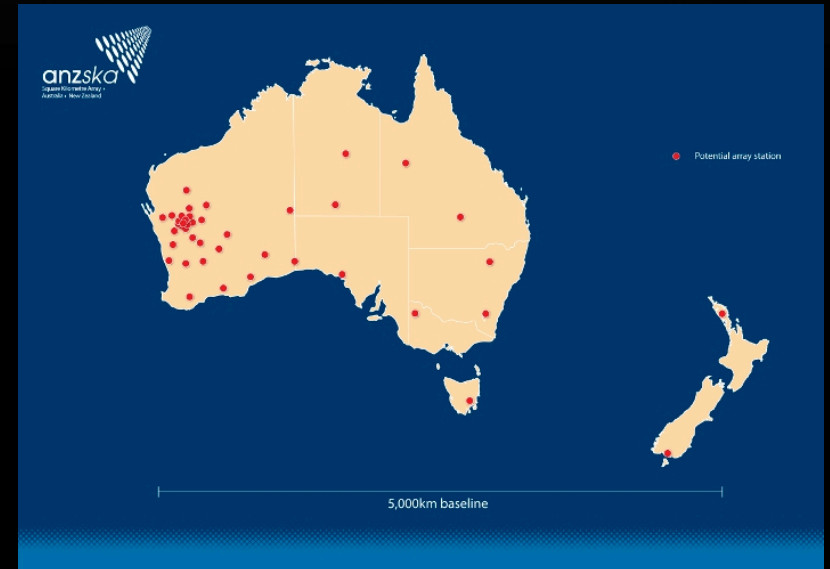 anzska
Square Kilometre Array •
Australia • New Zealand
Potential array station
5,000km baseline